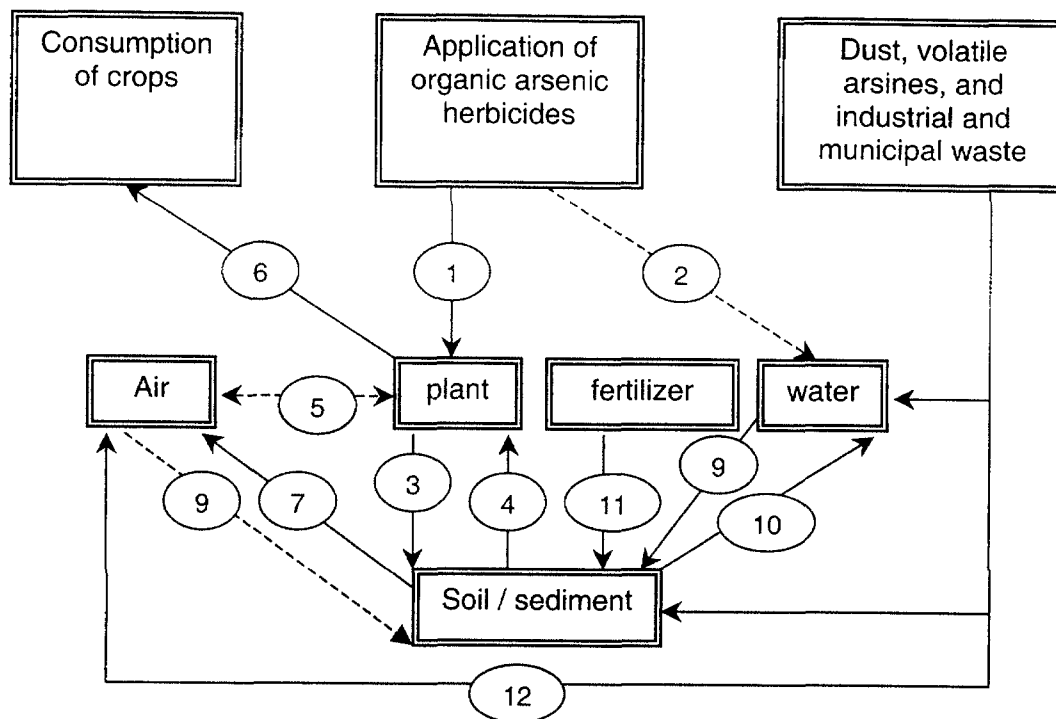 Consumption
of crops
Application of
organic arsenic
herbicides
Dust, volatile
arsines, and
industrial and
municipal waste
6
1
2
Air
5
plant
fertilizer
water
9
7
3
4
11
9
10
Soil / sediment
12